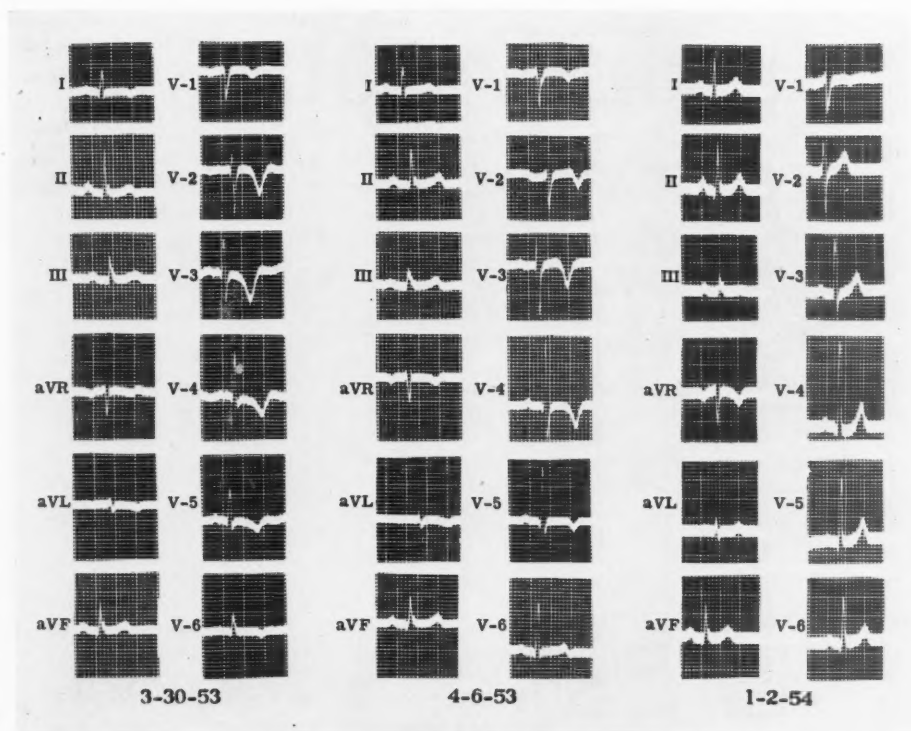 I V-1 I V-1 I V-1
II V-2 II V-2 II V-2
III V-3 III V-3 III V-3
aVR V-4 aVR V-4 aVR V-4
aVL V-5 aVL V-5 aVL V-5
aVF V-6 aVF V-6 aVF V-6
3-30-53 4-6-53 1-2-54